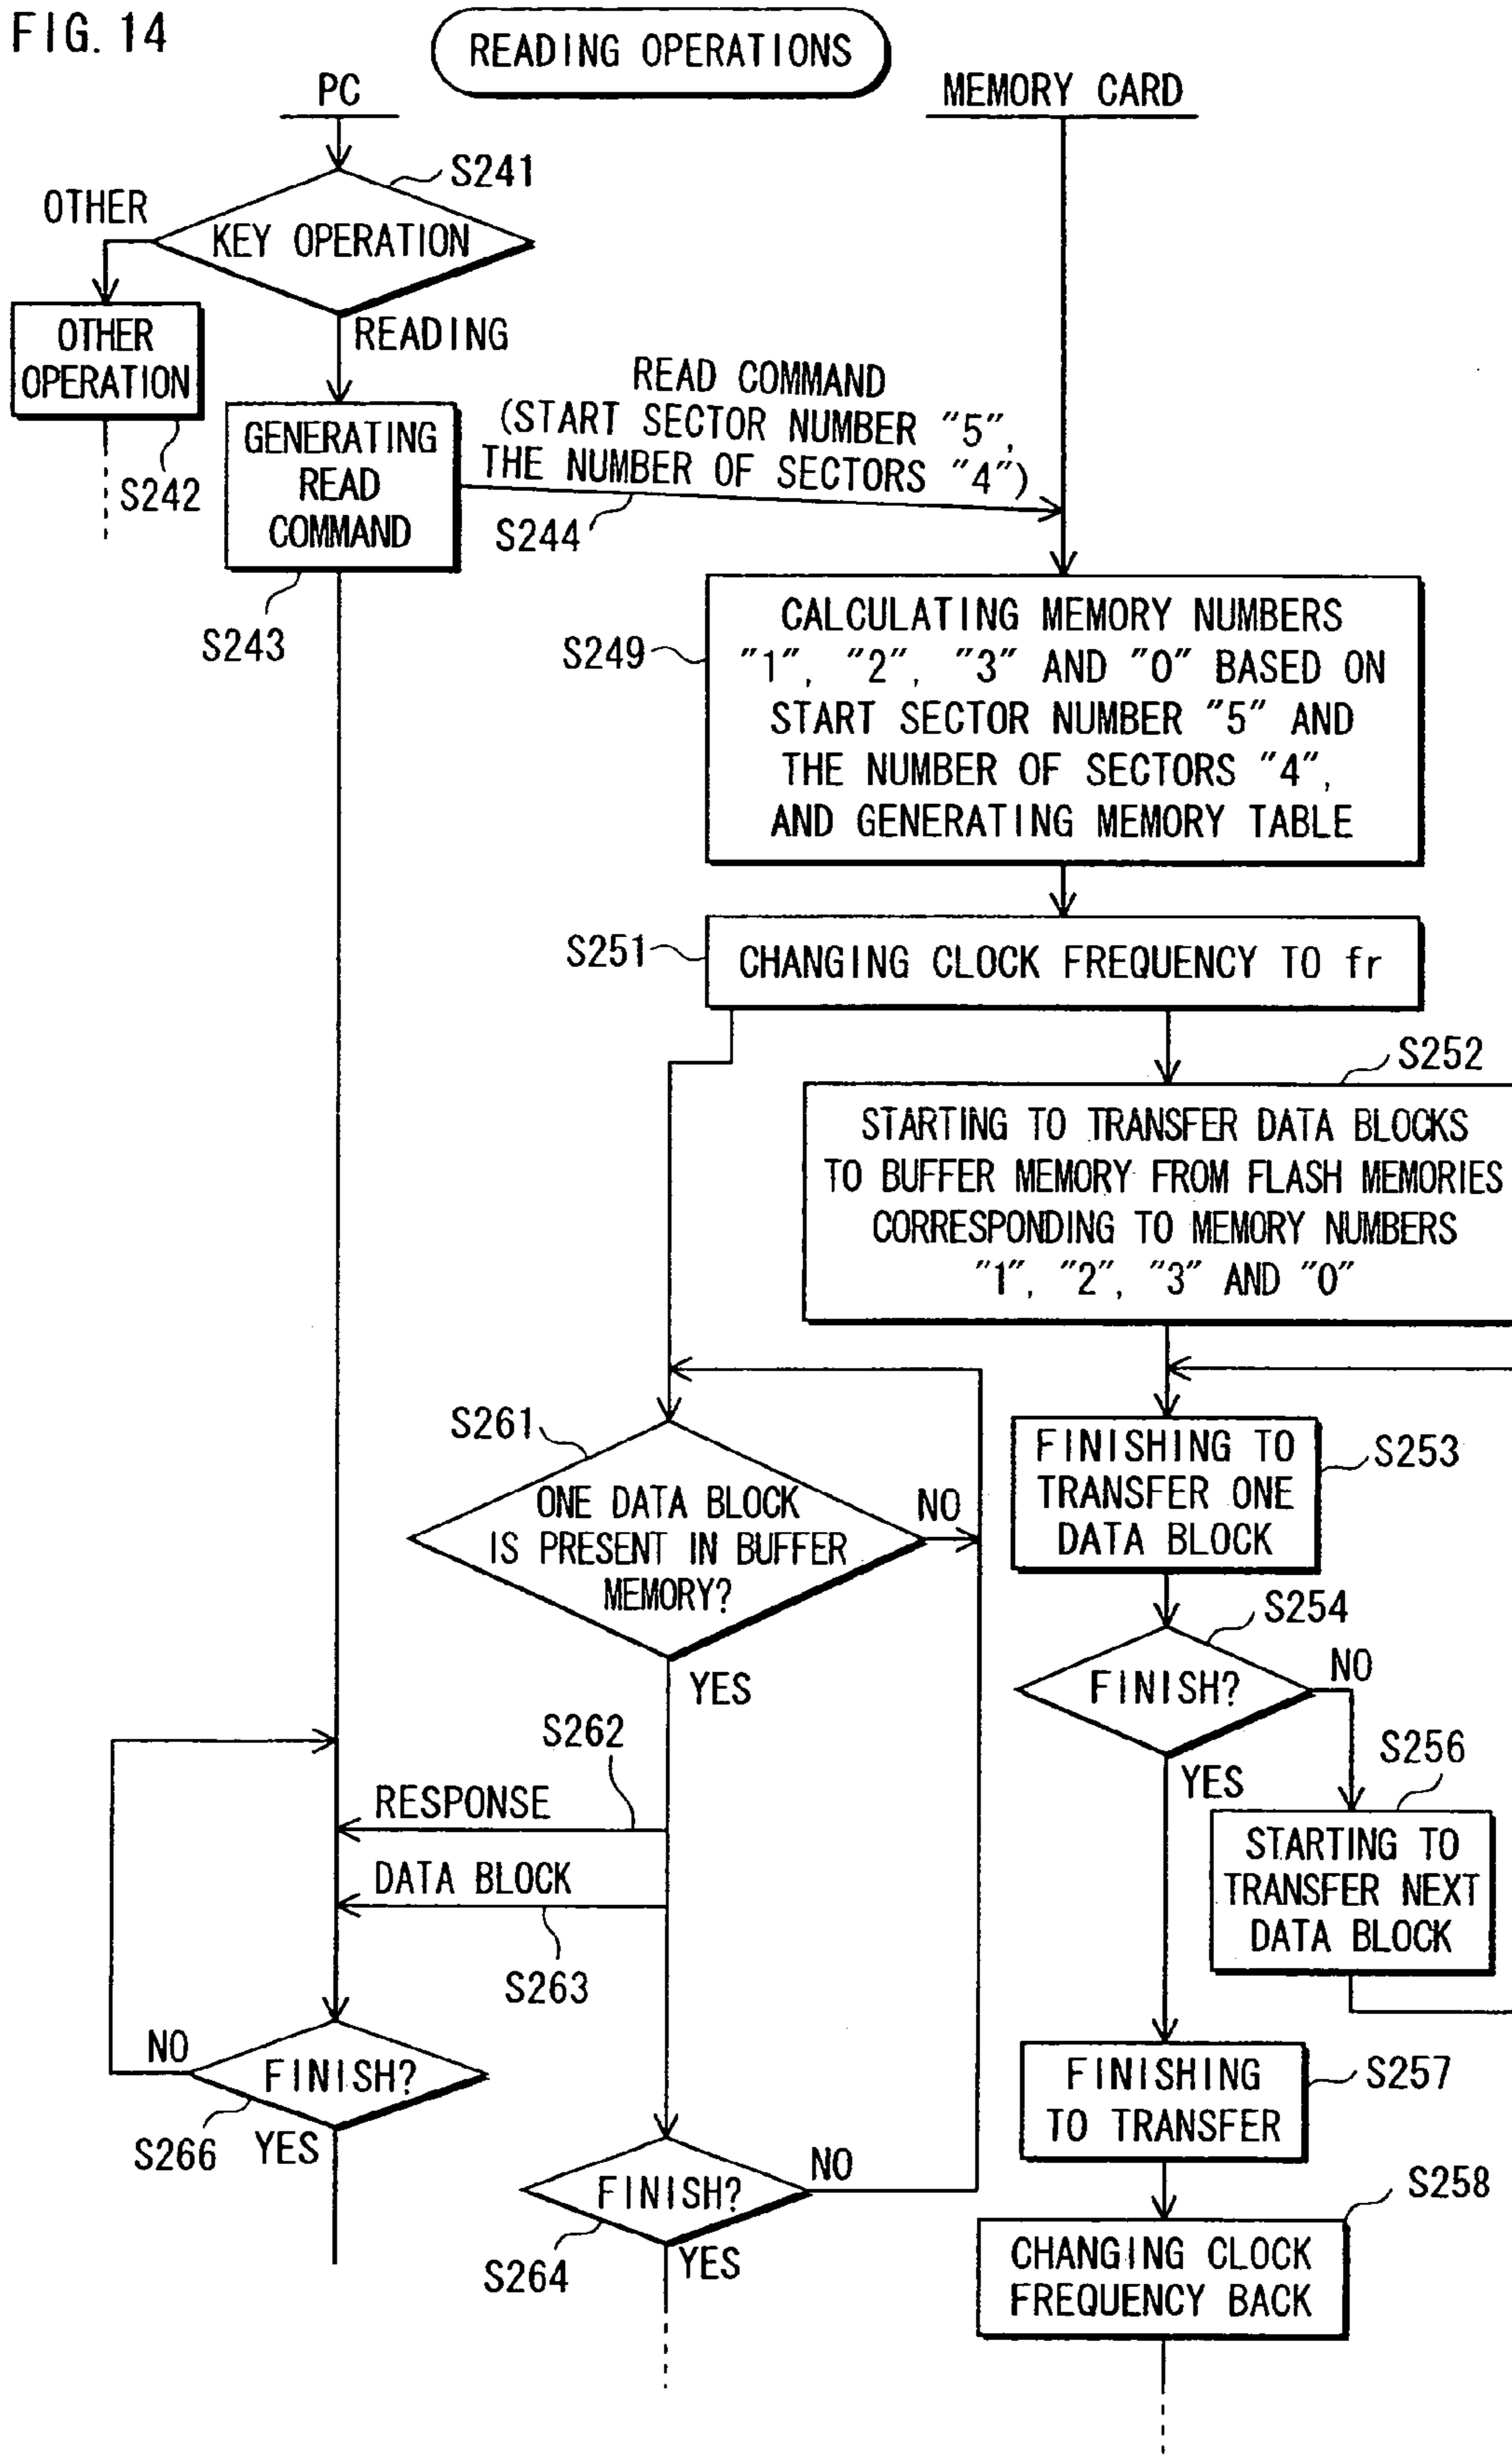 FIG. 14
READING OPERATIONS
PC
MEMORY CARD
S241
OTHER
KEY OPERATION
OTHER
OPERATION
READING
S242
GENERATING
READ
COMMAND
S243
READ COMMAND
(START SECTOR NUMBER "5",
THE NUMBER OF SECTORS "4")
S244
S249
CALCULATING MEMORY NUMBERS
"1", "2", "3" AND "0" BASED ON
START SECTOR NUMBER "5" AND
THE NUMBER OF SECTORS "4",
AND GENERATING MEMORY TABLE
S251
CHANGING CLOCK FREQUENCY TO fr
S252
STARTING TO TRANSFER DATA BLOCKS
TO BUFFER MEMORY FROM FLASH MEMORIES
CORRESPONDING TO MEMORY NUMBERS
"1", "2", "3" AND "0"
S261
ONE DATA BLOCK
IS PRESENT IN BUFFER
MEMORY?
NO
YES
S253
FINISHING TO
TRANSFER ONE
DATA BLOCK
S254
FINISH?
NO
YES
S256
STARTING TO
TRANSFER NEXT
DATA BLOCK
S262
RESPONSE
DATA BLOCK
S263
NO
FINISH?
S266
YES
FINISH?
NO
S264
YES
FINISHING
TO TRANSFER
S257
S258
CHANGING CLOCK
FREQUENCY BACK